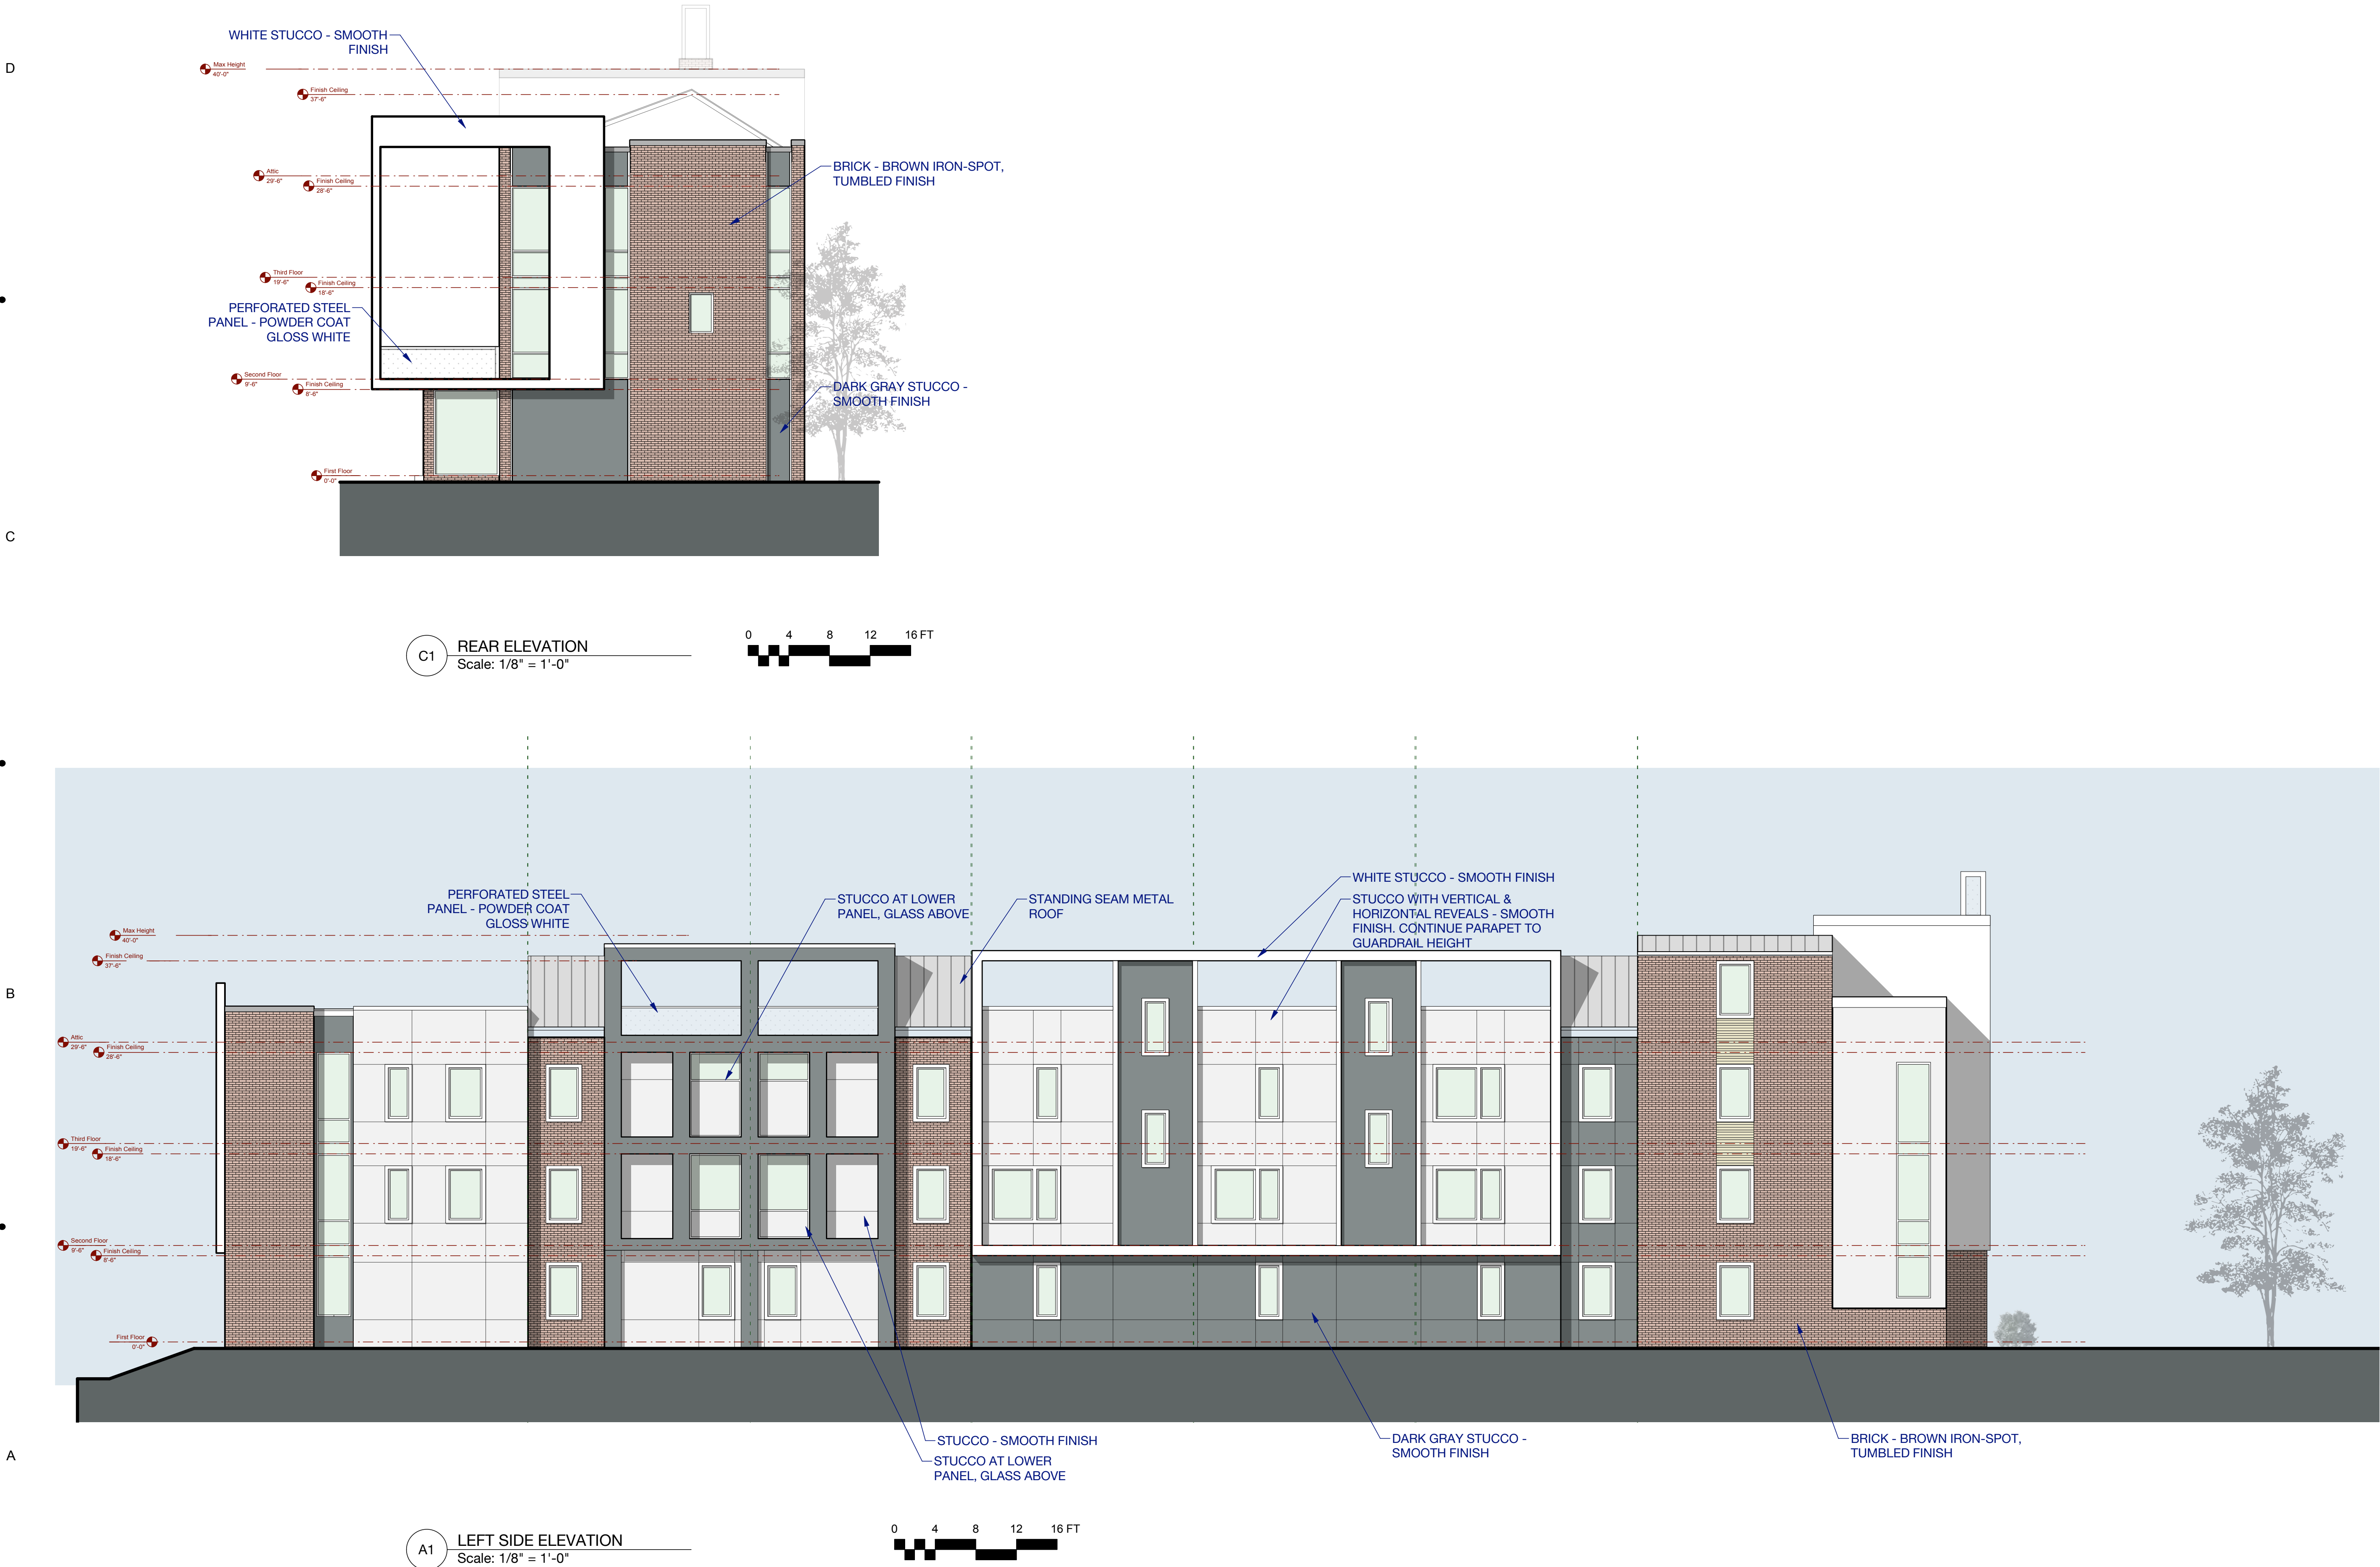 D
WHITE STUCCO - SMOOTH
FINISH
Max Height
40'-0"
Finish Ceiling
37'-6"
BRICK - BROWN IRON-SPOT,
TUMBLED FINISH
Attic
29'-6"
Finish Ceiling
28'-6"
Third Floor
19'-6"
Finish Ceiling
18'-6"
PERFORATED STEEL
PANEL - POWDER COAT
GLOSS WHITE
Second Floor
9'-6"
Finish Ceiling
8'-6"
DARK GRAY STUCCO -
SMOOTH FINISH
First Floor
0'-0"
C
C1
REAR ELEVATION
Scale: 1/8" = 1'-0"
0 4 8 12 16 FT
PERFORATED STEEL
PANEL - POWDER COAT
GLOSS WHITE
STUCCO AT LOWER
PANEL, GLASS ABOVE
STANDING SEAM METAL
ROOF
WHITE STUCCO - SMOOTH FINISH
STUCCO WITH VERTICAL &
HORIZONTAL REVEALS - SMOOTH
FINISH. CONTINUE PARAPET TO
GUARDRAIL HEIGHT
Max Height
40'-0"
Finish Ceiling
37'-6"
B
Attic
29'-6"
Finish Ceiling
28'-6"
Third Floor
19'-6"
Finish Ceiling
18'-6"
Second Floor
9'-6"
Finish Ceiling
8'-6"
First Floor
0'-0"
A
STUCCO - SMOOTH FINISH
STUCCO AT LOWER
PANEL, GLASS ABOVE
DARK GRAY STUCCO -
SMOOTH FINISH
BRICK - BROWN IRON-SPOT,
TUMBLED FINISH
A1
LEFT SIDE ELEVATION
Scale: 1/8" = 1'-0"
0 4 8 12 16 FT